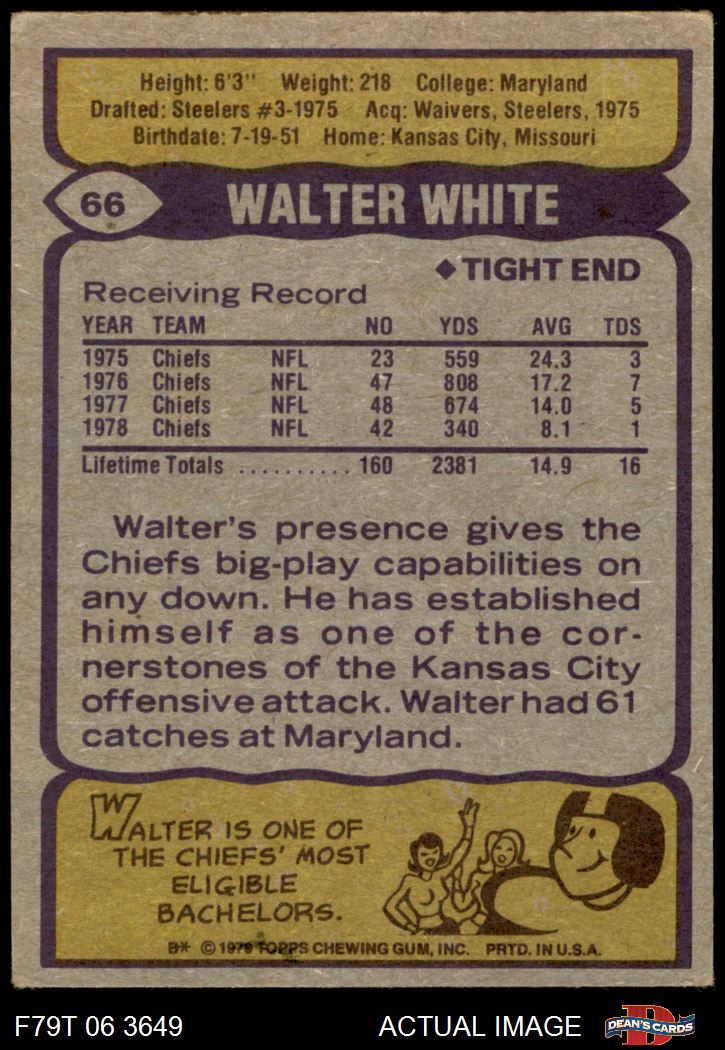 Height: 6'3" Weight: 218 College: Maryland
Drafted: Steelers #3-1975 Acq: Waivers, Steelers, 1975
Birthdate: 7-19-51 Home: Kansas City, Missouri
66 WALTER WHITE
◆TIGHT END
Receiving Record
YEAR TEAM NO YDS AVG TDS
1975 Chiefs NFL 23 559 24.3 3
1976 Chiefs NFL 47 808 17.2 7
1977 Chiefs NFL 48 674 14.0 5
1978 Chiefs NFL 42 340 8.1 1
Lifetime Totals .......... 160 2381 14.9 16
Walter's presence gives the
Chiefs big-play capabilities on
any down. He has established
himself as one of the cor-
nerstones of the Kansas City
offensive attack. Walter had 61
catches at Maryland.
WALTER IS ONE OF
THE CHIEFS' MOST
ELIGIBLE
BACHELORS.
B* © 1979 TOPPS CHEWING GUM, INC. PRTD. IN U.S.A.
F79T 06 3649 ACTUAL IMAGE D DEAN'S CARDS